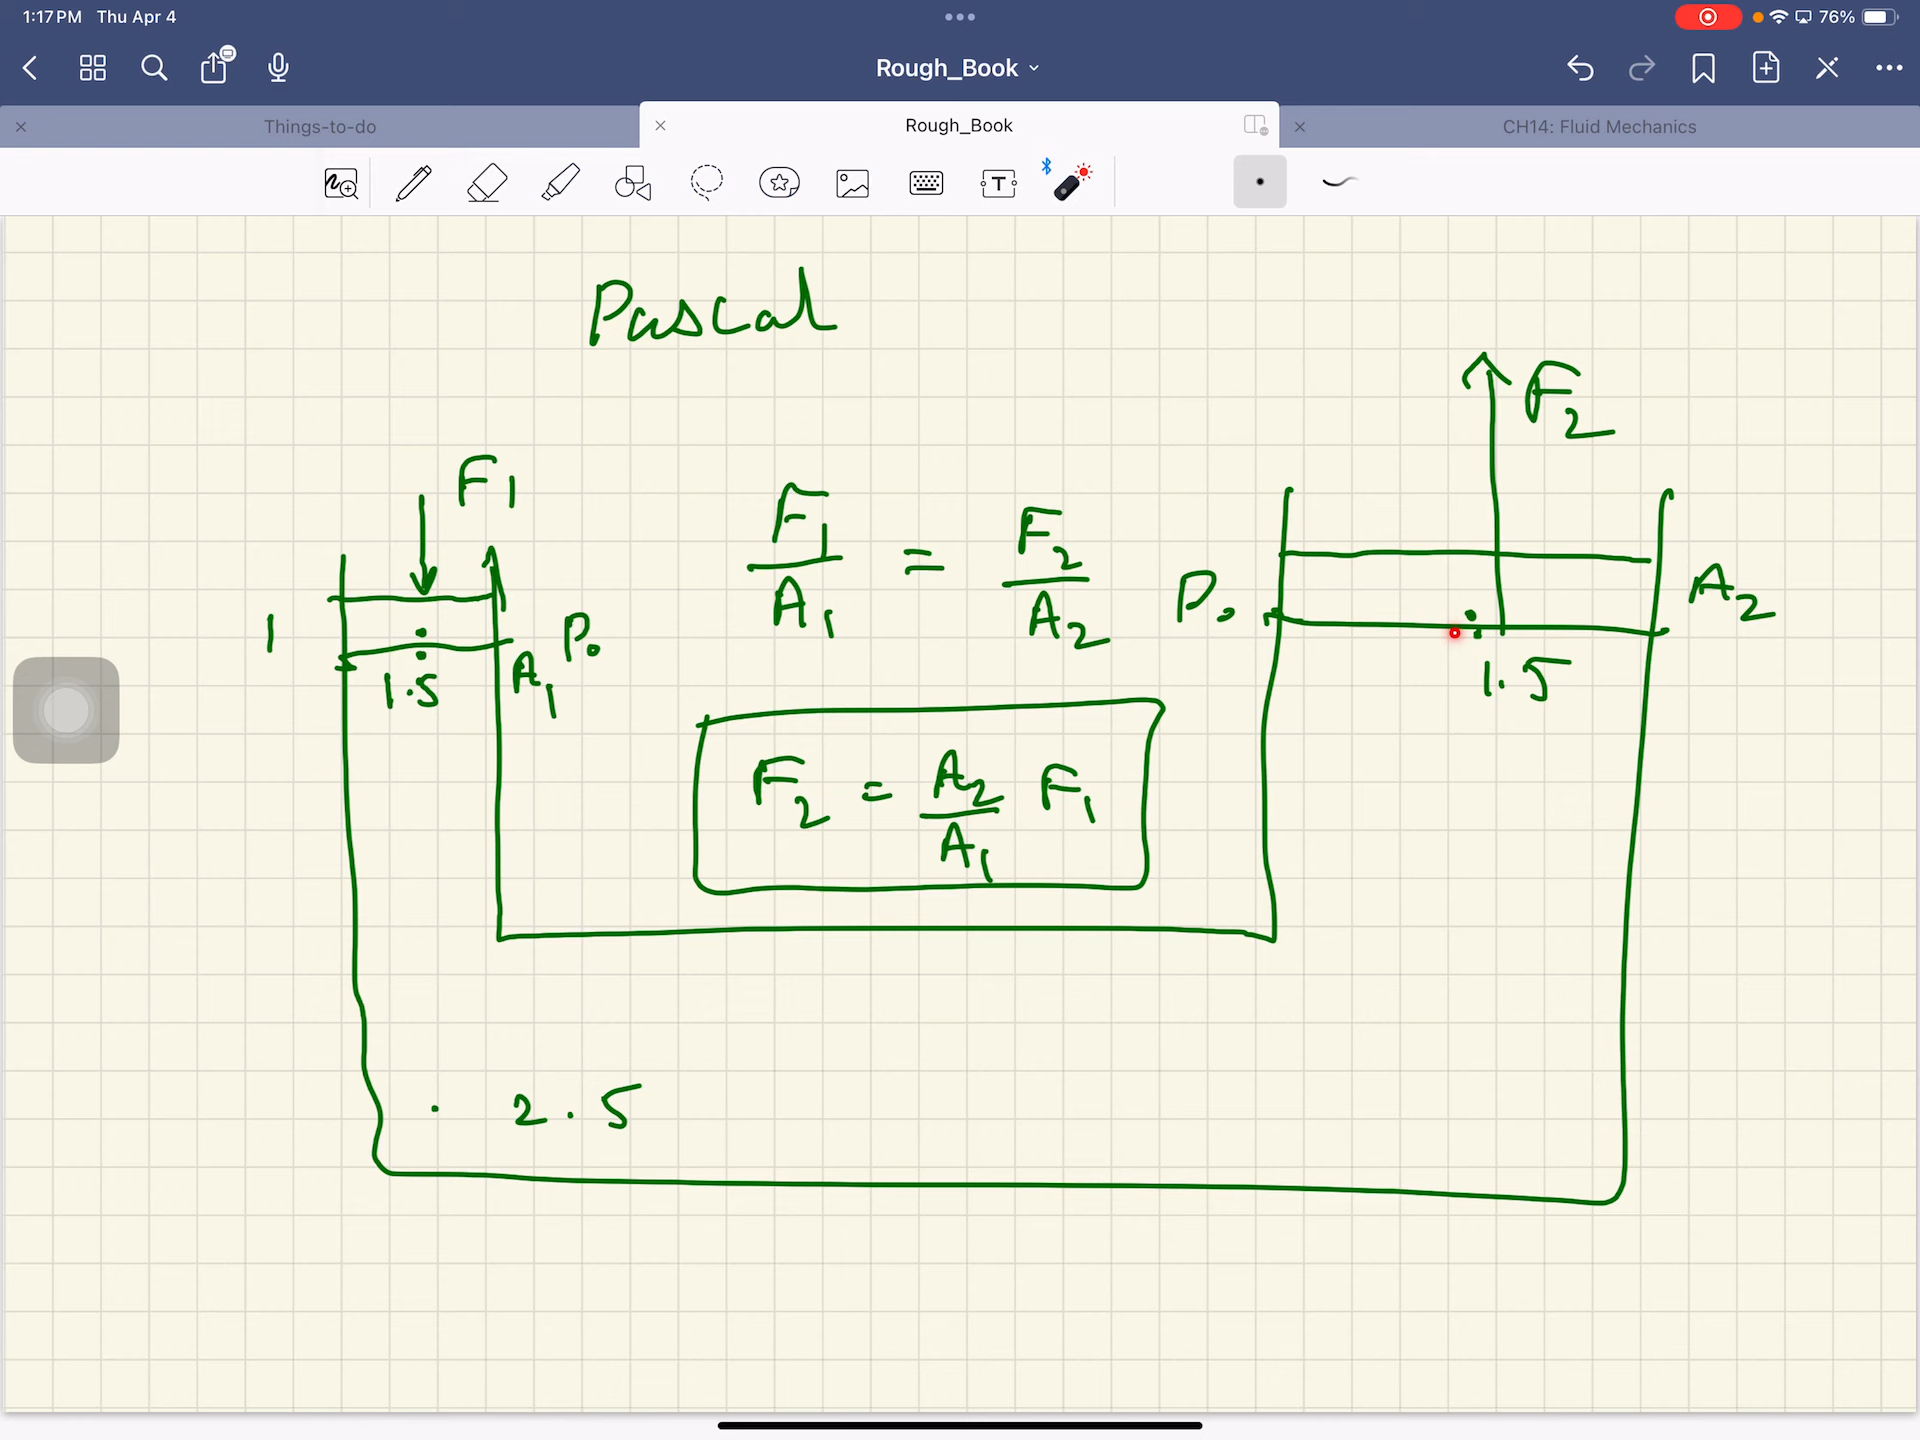 1:17 PM Thu Apr 4
76%
Rough_Book
Things-to-do
Rough_Book
CH14: Fluid Mechanics
T
Pascal
F2
F1
F1/A1 = F2/A2
P0
A2
1
P0
1.5
A1
1.5
F2 = A2/A1 F1
2.5